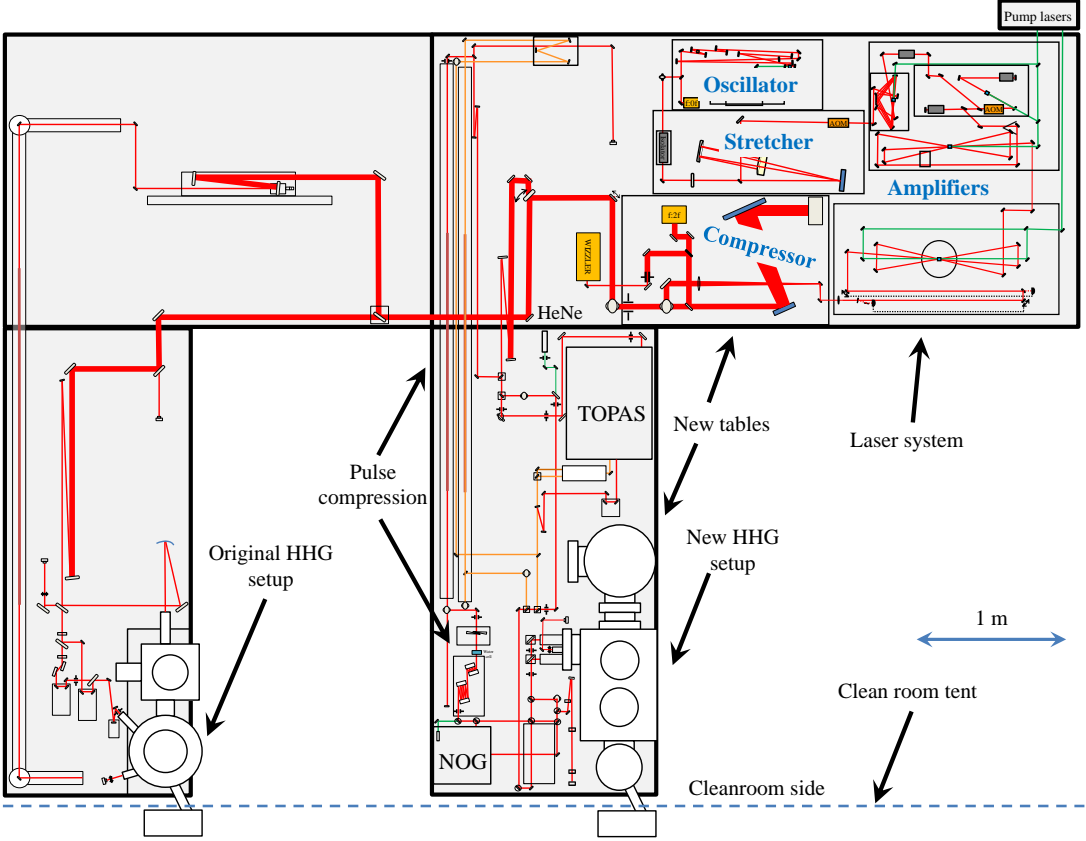 Pump lasers
Oscillator
f:0f
AOM
AOM
Stretcher
Amplifiers
f:2f
Compressor
WIZZLER
HeNe
TOPAS
New tables
Laser system
Pulse
compression
Original HHG
setup
New HHG
setup
1 m
Clean room tent
NOG
Cleanroom side